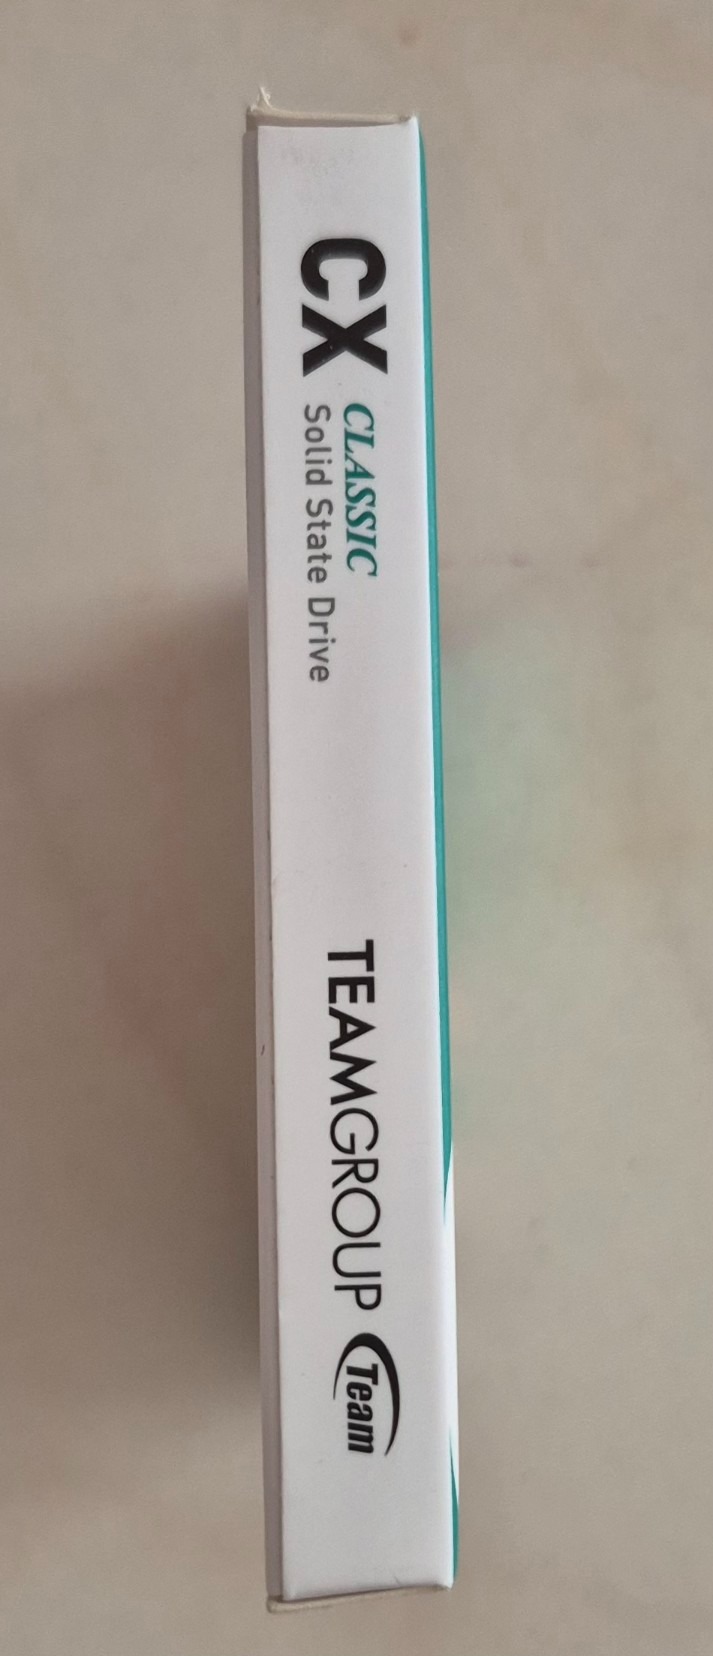 CX CLASSIC
Solid State Drive
TEAMGROUP Team